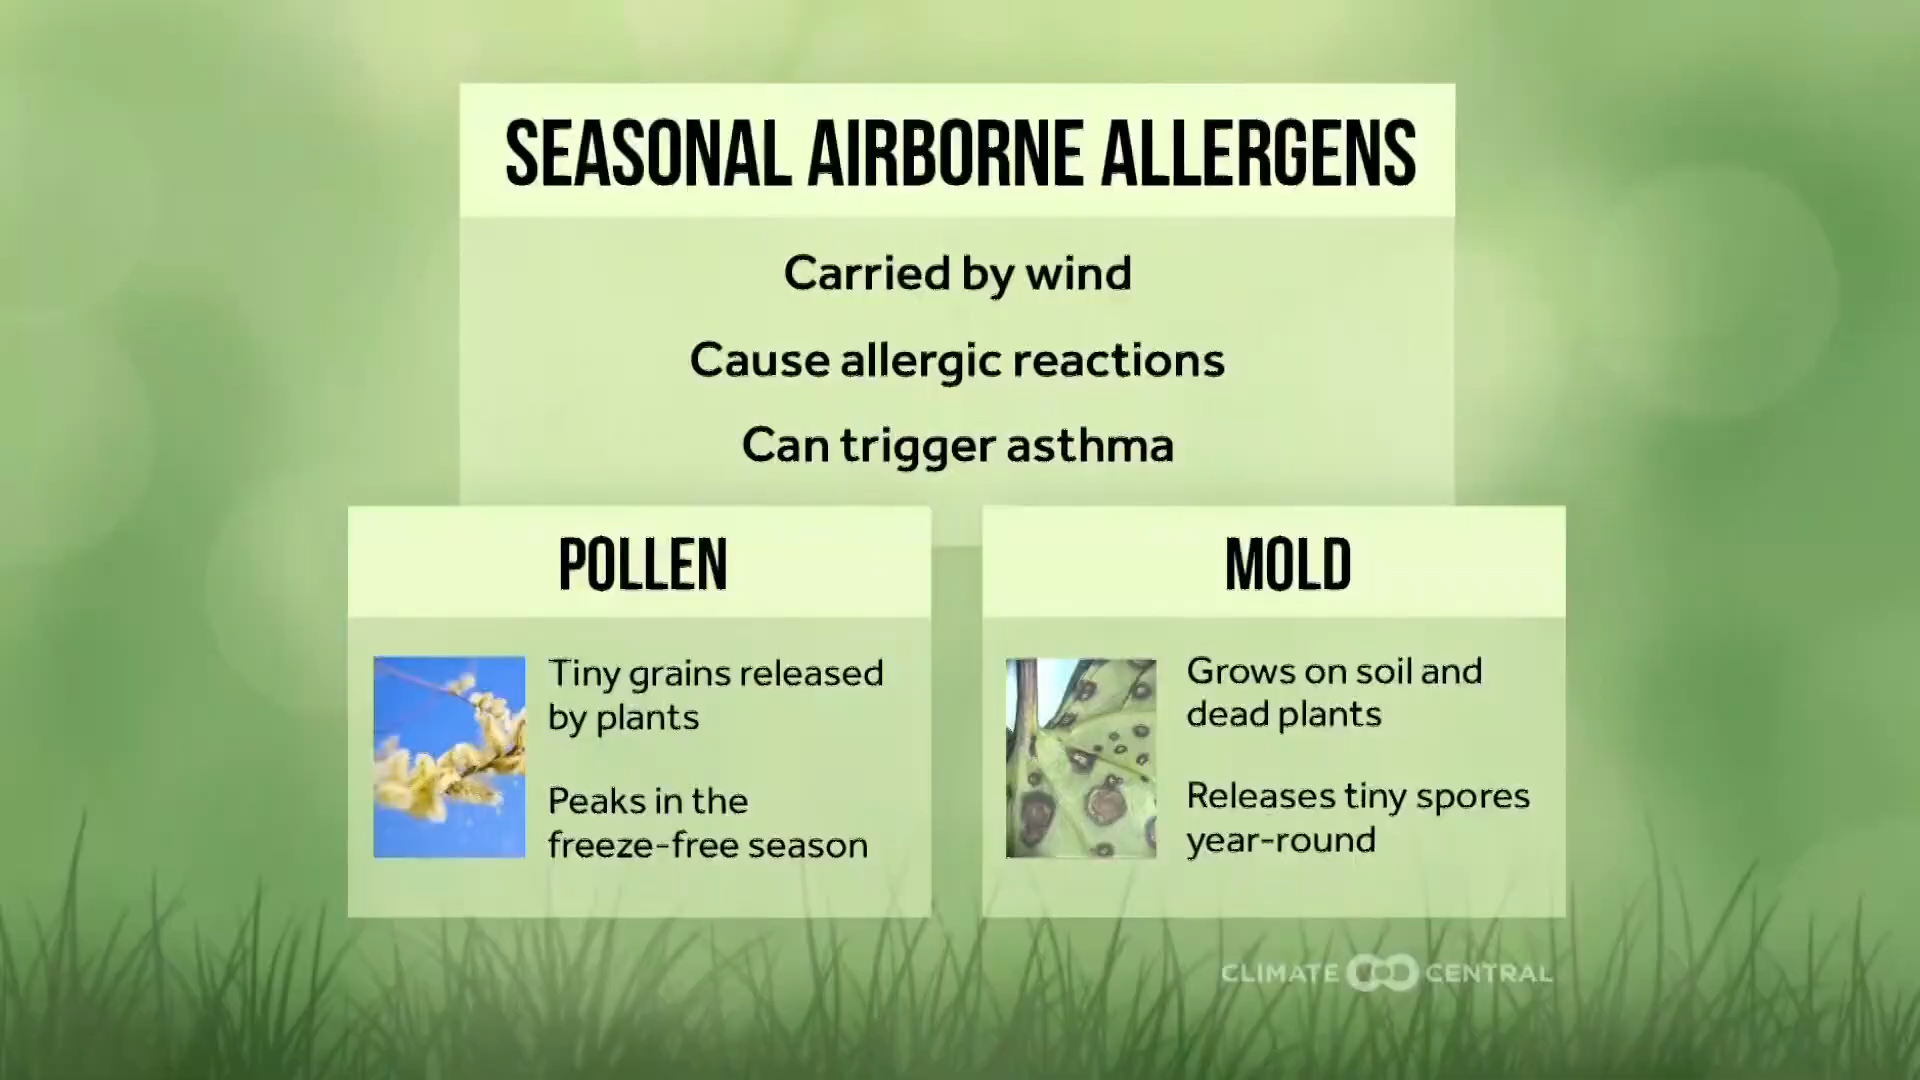 SEASONAL AIRBORNE ALLERGENS
Carried by wind
Cause allergic reactions
Can trigger asthma
POLLEN
Tiny grains released
by plants
Peaks in the
freeze-free season
MOLD
Grows on soil and
dead plants
Releases tiny spores
year-round
CLIMATE CENTRAL